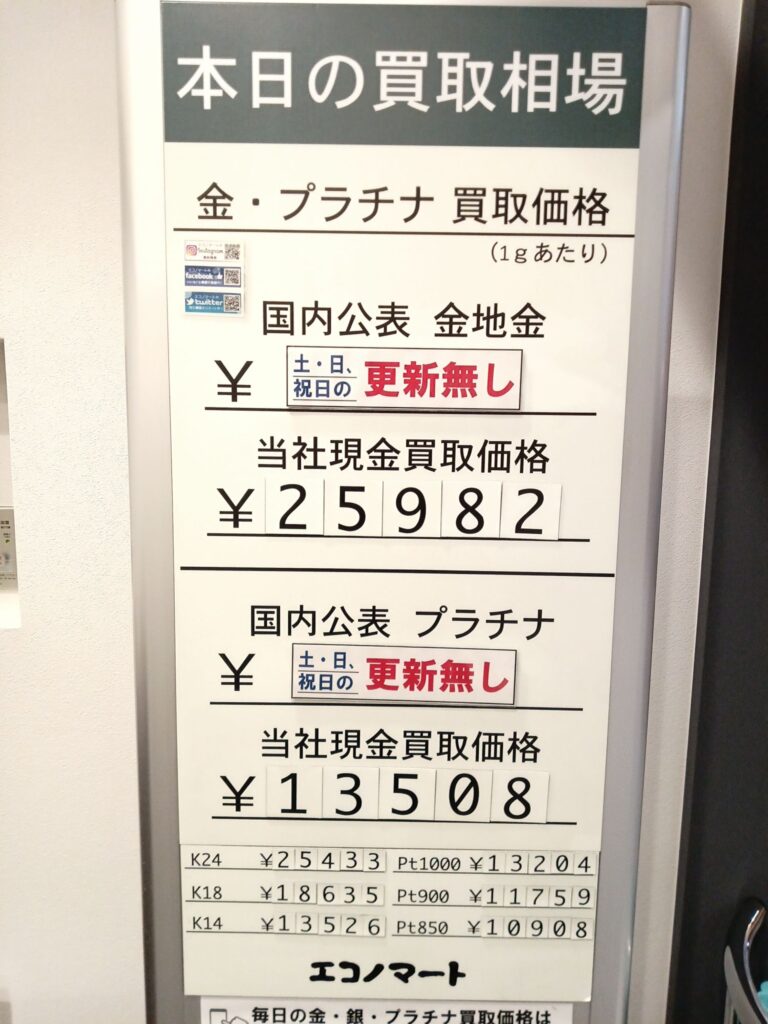 本日の買取相場
金・プラチナ 買取価格
(1gあたり)
Instagram
facebook
twitter
国内公表 金地金
¥ 土・日、祝日の 更新無し
当社現金買取価格
¥25982
国内公表 プラチナ
¥ 土・日、祝日の 更新無し
当社現金買取価格
¥13508
K24 ¥25433 Pt1000 ¥13204
K18 ¥18635 Pt900 ¥11759
K14 ¥13526 Pt850 ¥10908
エコノマート
毎日の金・銀・プラチナ買取価格は